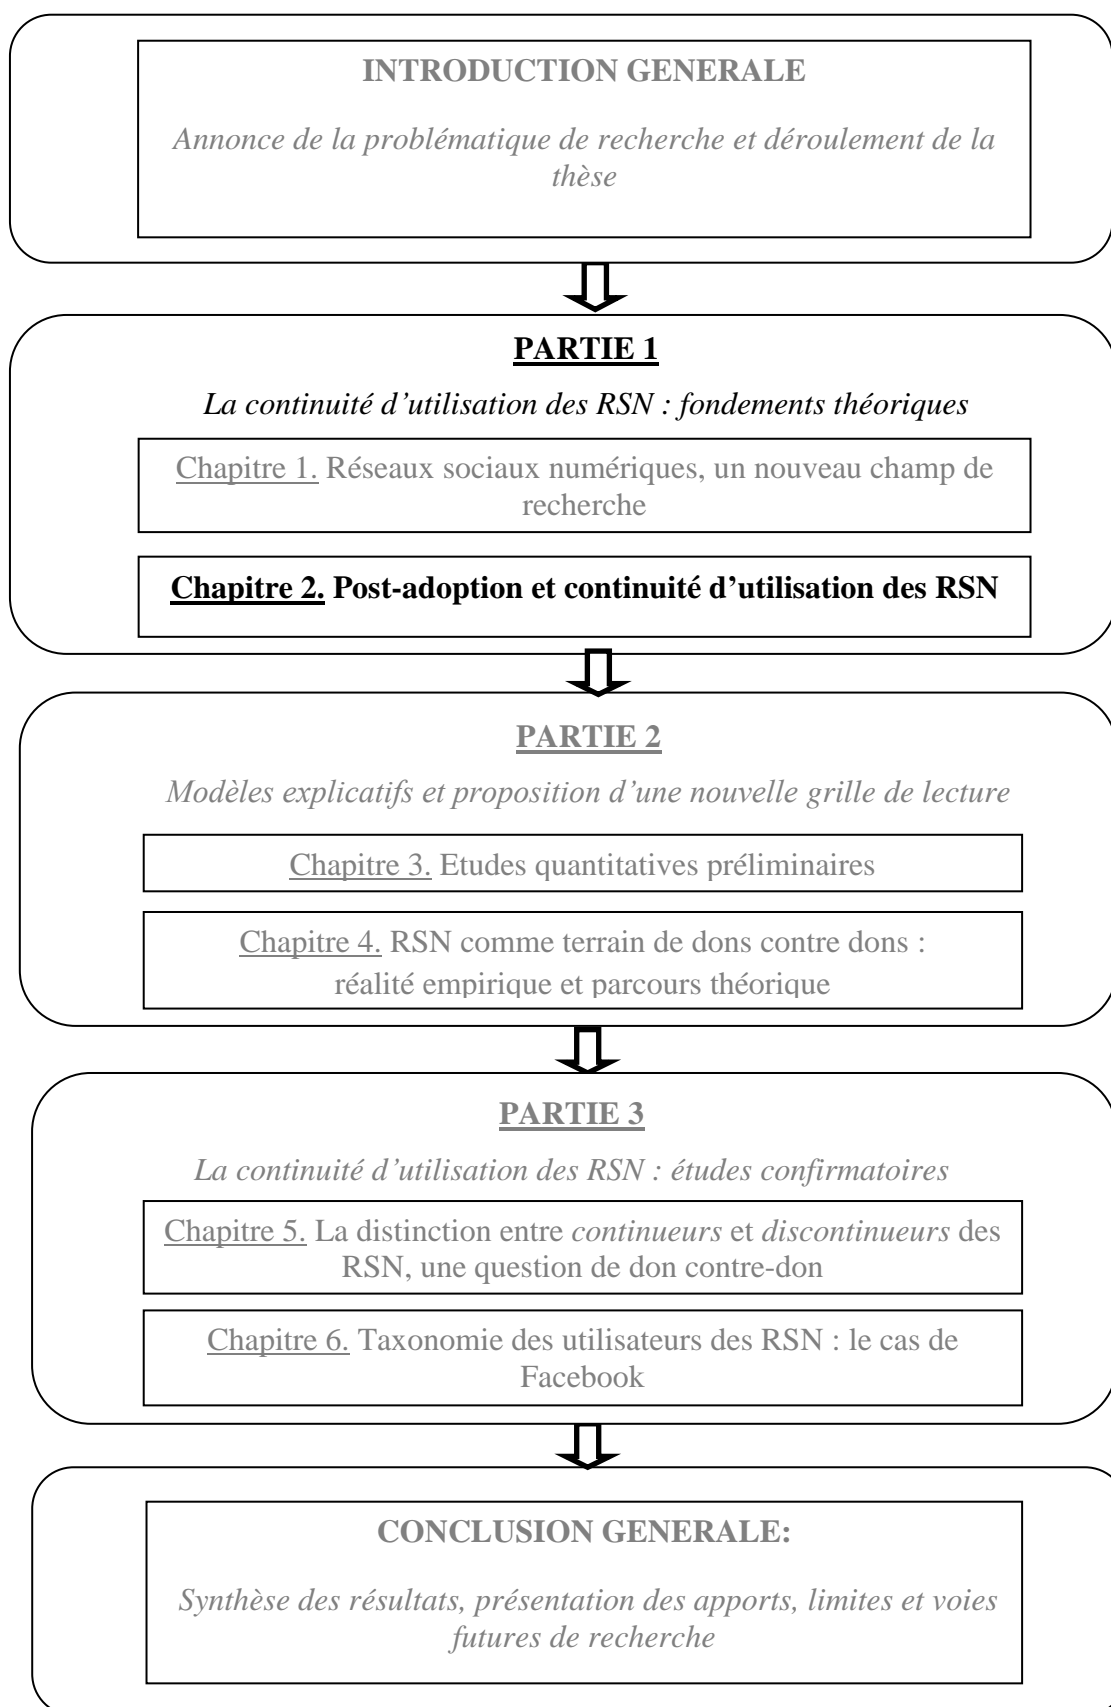 INTRODUCTION GENERALE
Annonce de la problématique de recherche et déroulement de la
thèse
PARTIE 1
La continuité d’utilisation des RSN : fondements théoriques
Chapitre 1. Réseaux sociaux numériques, un nouveau champ de
recherche
Chapitre 2. Post-adoption et continuité d’utilisation des RSN
PARTIE 2
Modèles explicatifs et proposition d’une nouvelle grille de lecture
Chapitre 3. Etudes quantitatives préliminaires
Chapitre 4. RSN comme terrain de dons contre dons :
réalité empirique et parcours théorique
PARTIE 3
La continuité d’utilisation des RSN : études confirmatoires
Chapitre 5. La distinction entre continueurs et discontinueurs des
RSN, une question de don contre-don
Chapitre 6. Taxonomie des utilisateurs des RSN : le cas de
Facebook
CONCLUSION GENERALE:
Synthèse des résultats, présentation des apports, limites et voies
futures de recherche